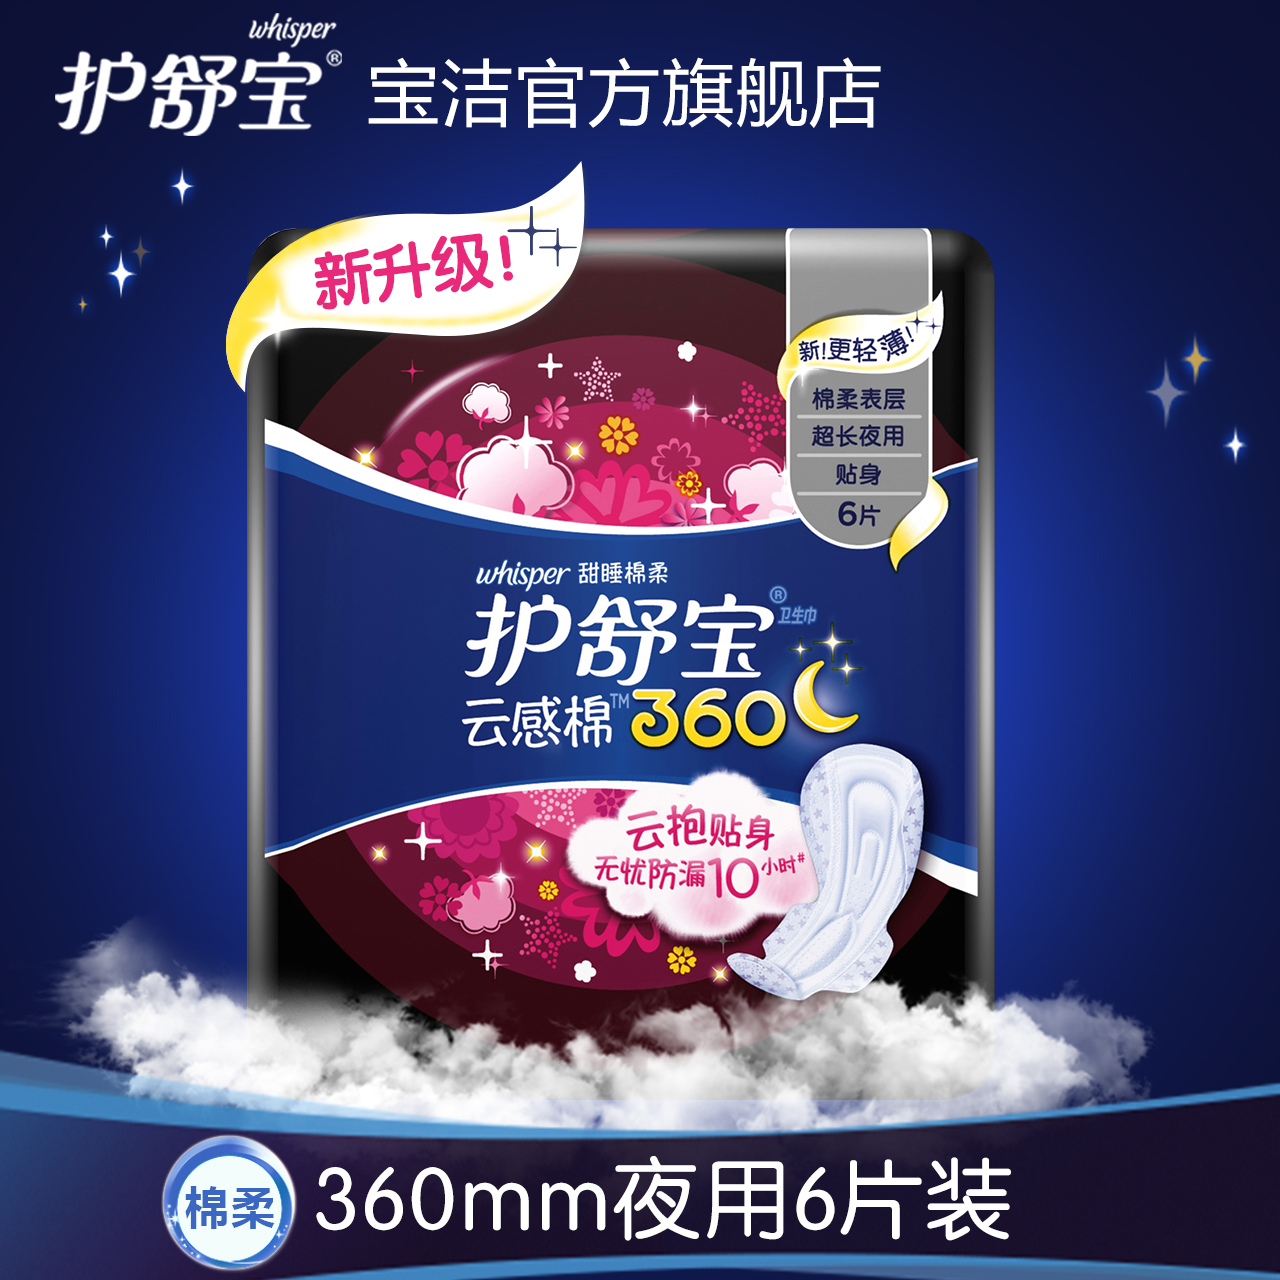 whisper
护舒宝® 宝洁官方旗舰店
新升级!
新!更轻薄!
棉柔表层
超长夜用
贴身
6片
whisper 甜睡棉柔
护舒宝®卫生巾
云感棉™360
云抱贴身
无忧防漏10小时#
棉柔 360mm夜用6片装